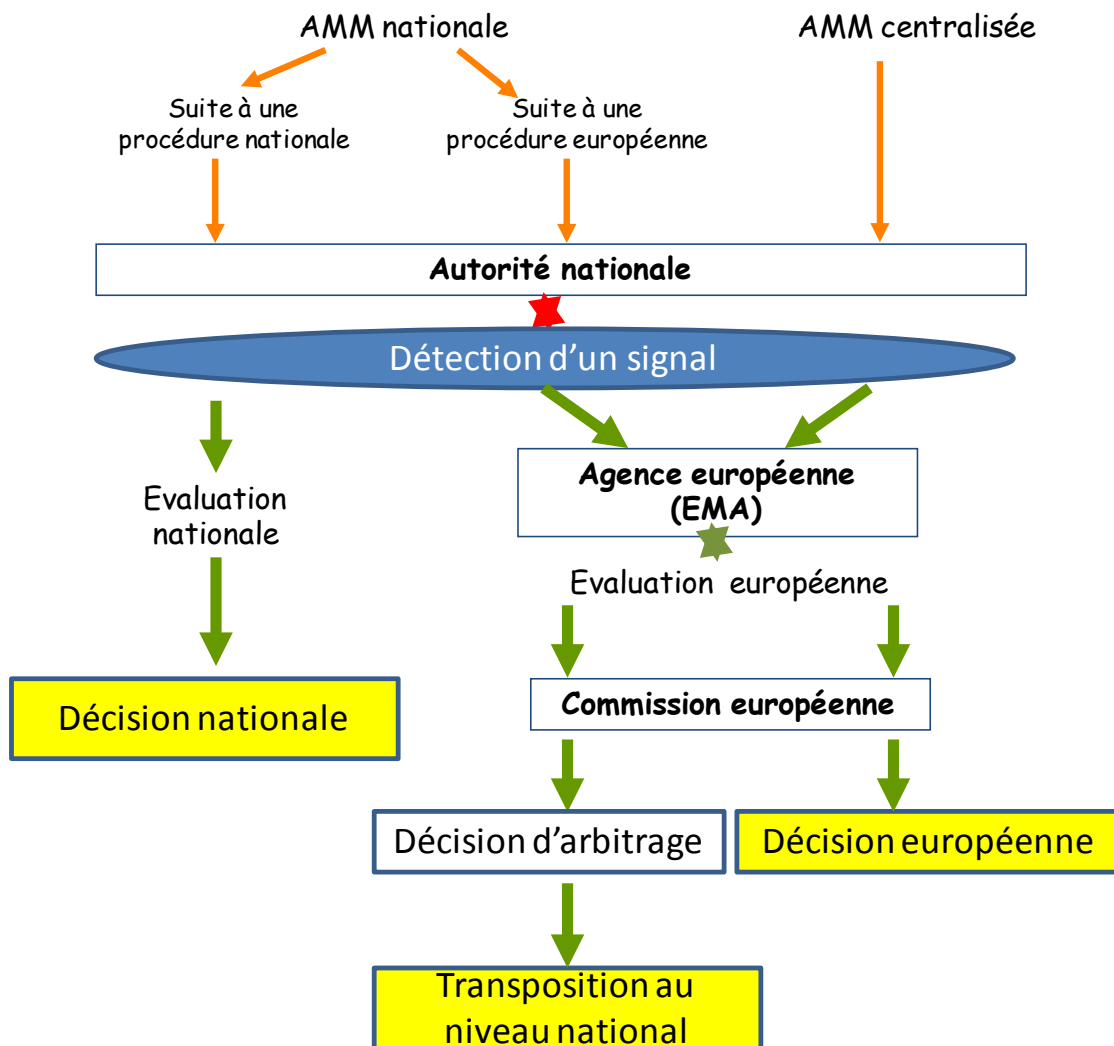 AMM nationale
AMM centralisée
Suite à une
procédure nationale
Suite à une
procédure européenne
Autorité nationale
Détection d'un signal
Agence européenne
(EMA)
Evaluation
nationale
Evaluation européenne
Décision nationale
Commission européenne
Décision d'arbitrage
Décision européenne
Transposition au
niveau national